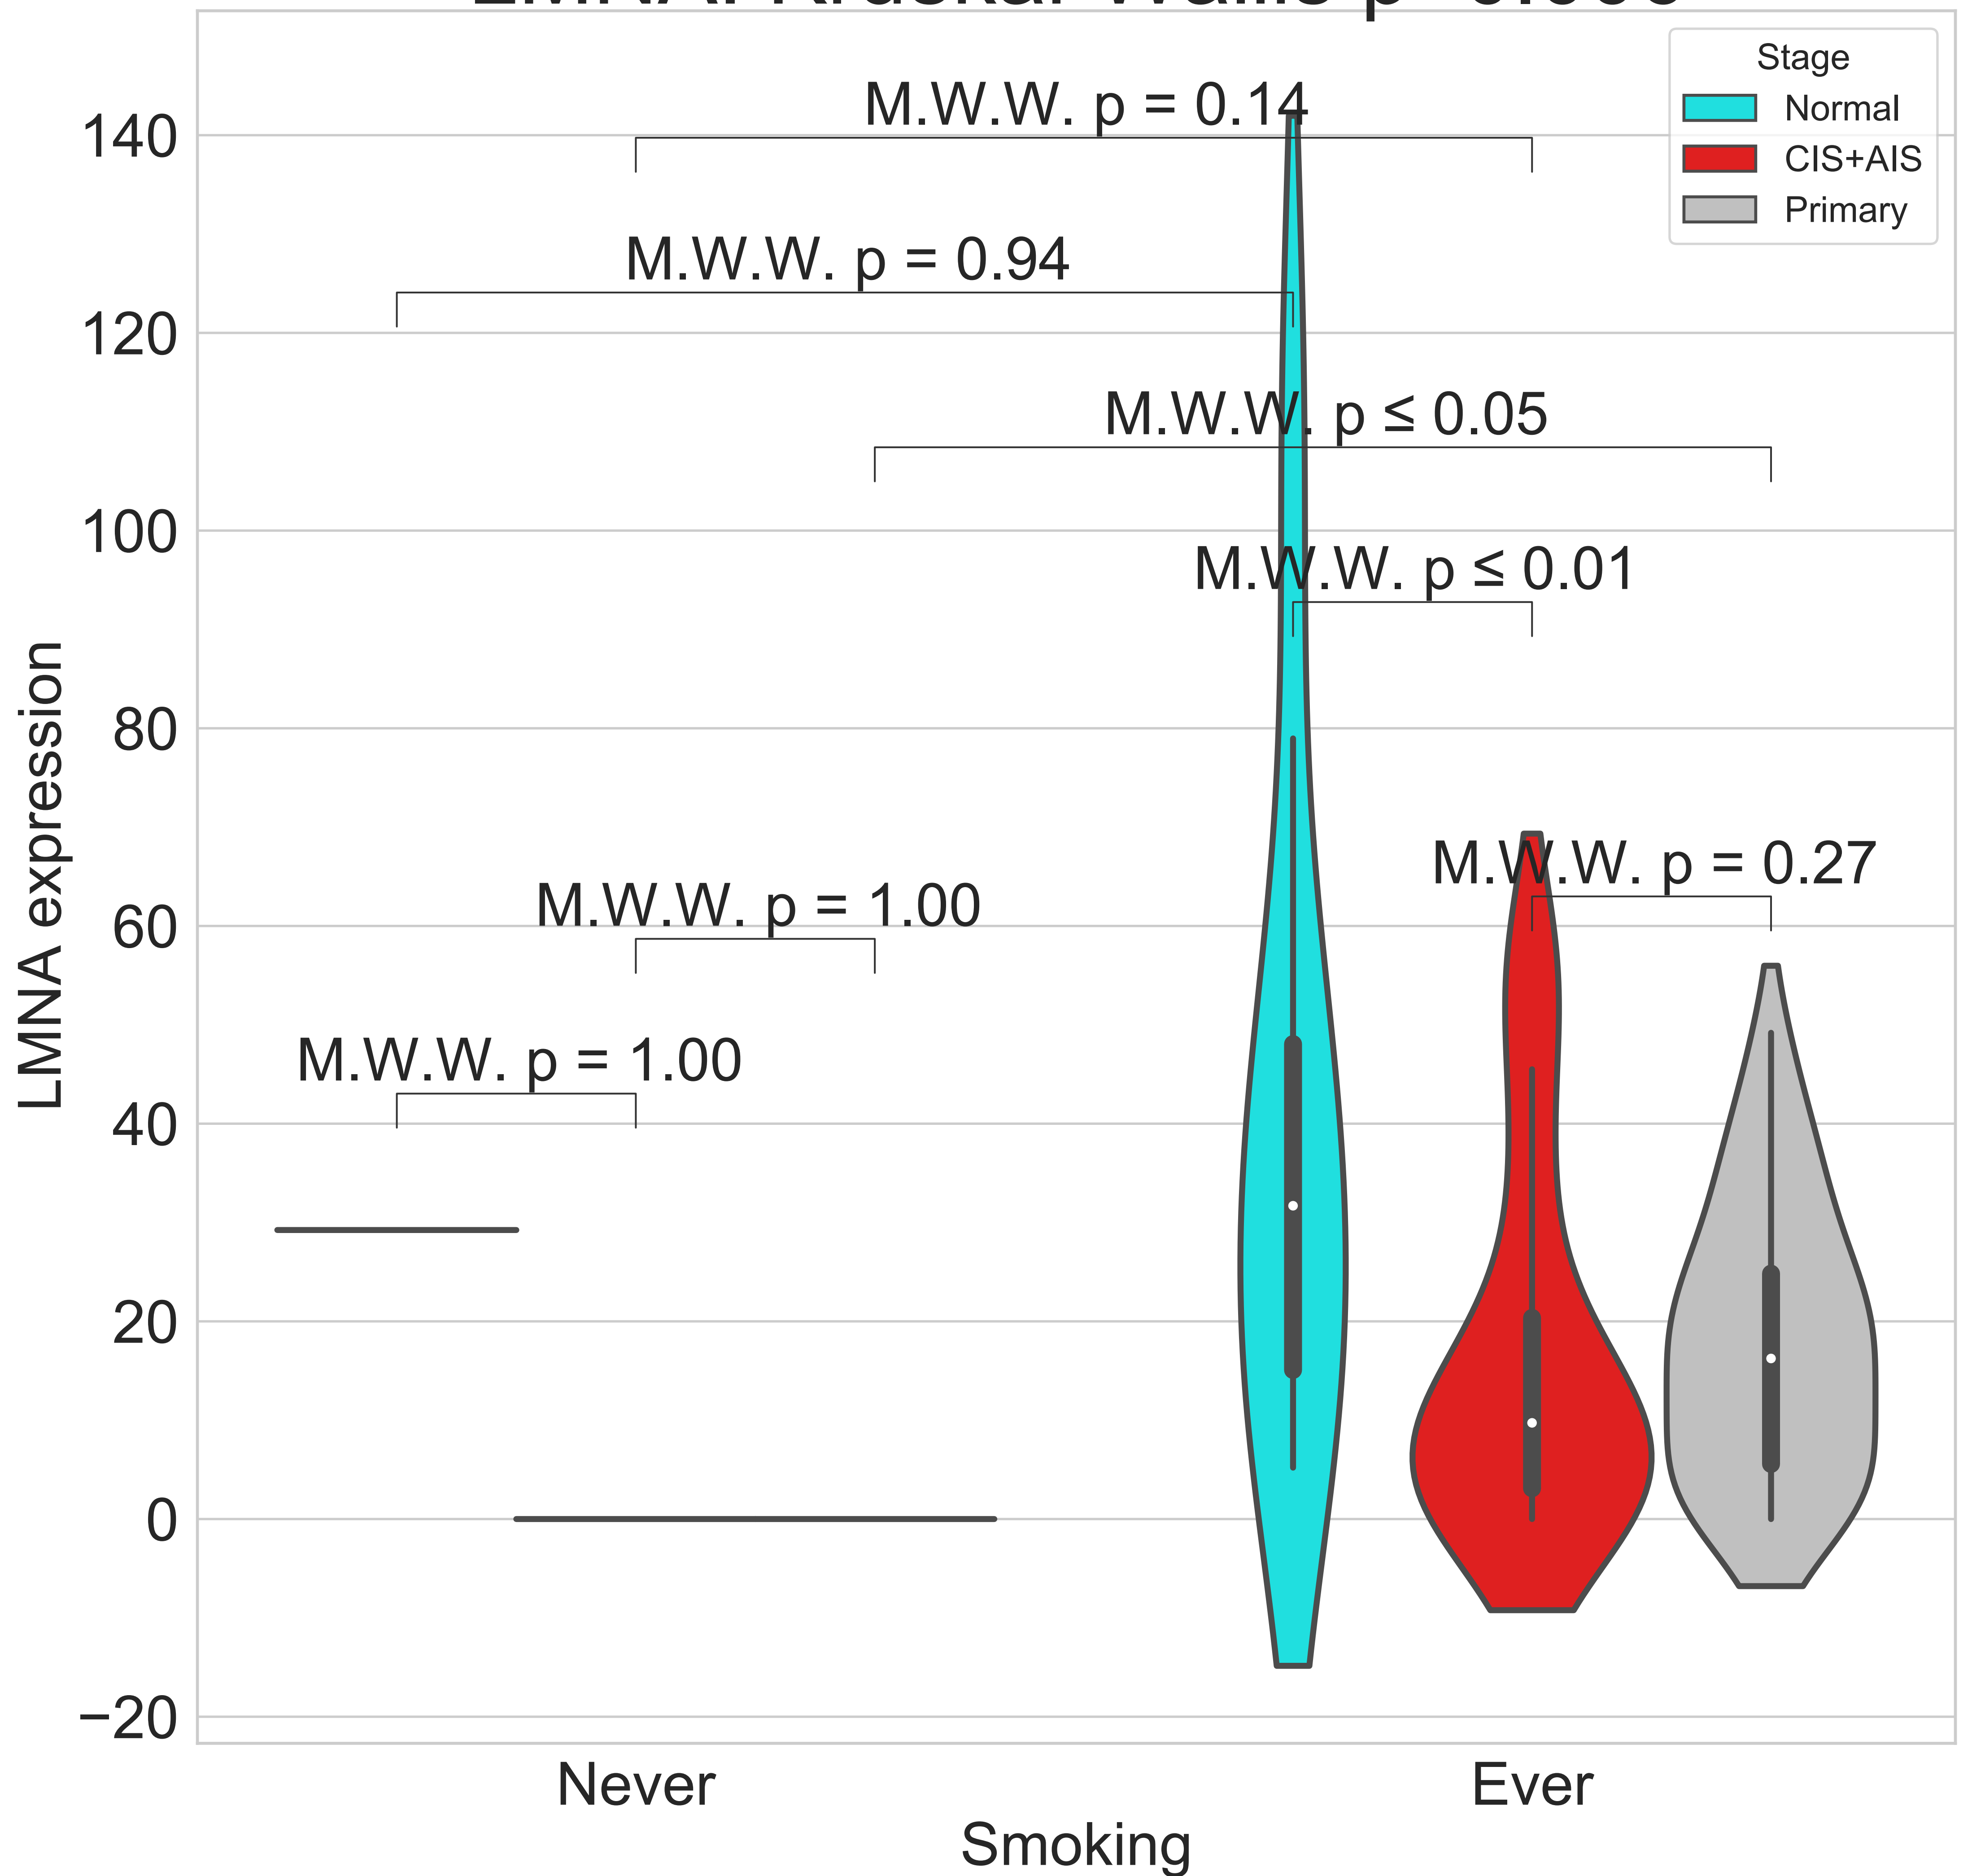 Stage
Normal
CIS+AIS
Primary
M.W.W. p = 0.14
M.W.W. p = 0.94
M.W.W. p ≤ 0.05
M.W.W. p ≤ 0.01
M.W.W. p = 0.27
M.W.W. p = 1.00
M.W.W. p = 1.00
LMNA expression
140
120
100
80
60
40
20
0
−20
Never
Ever
Smoking